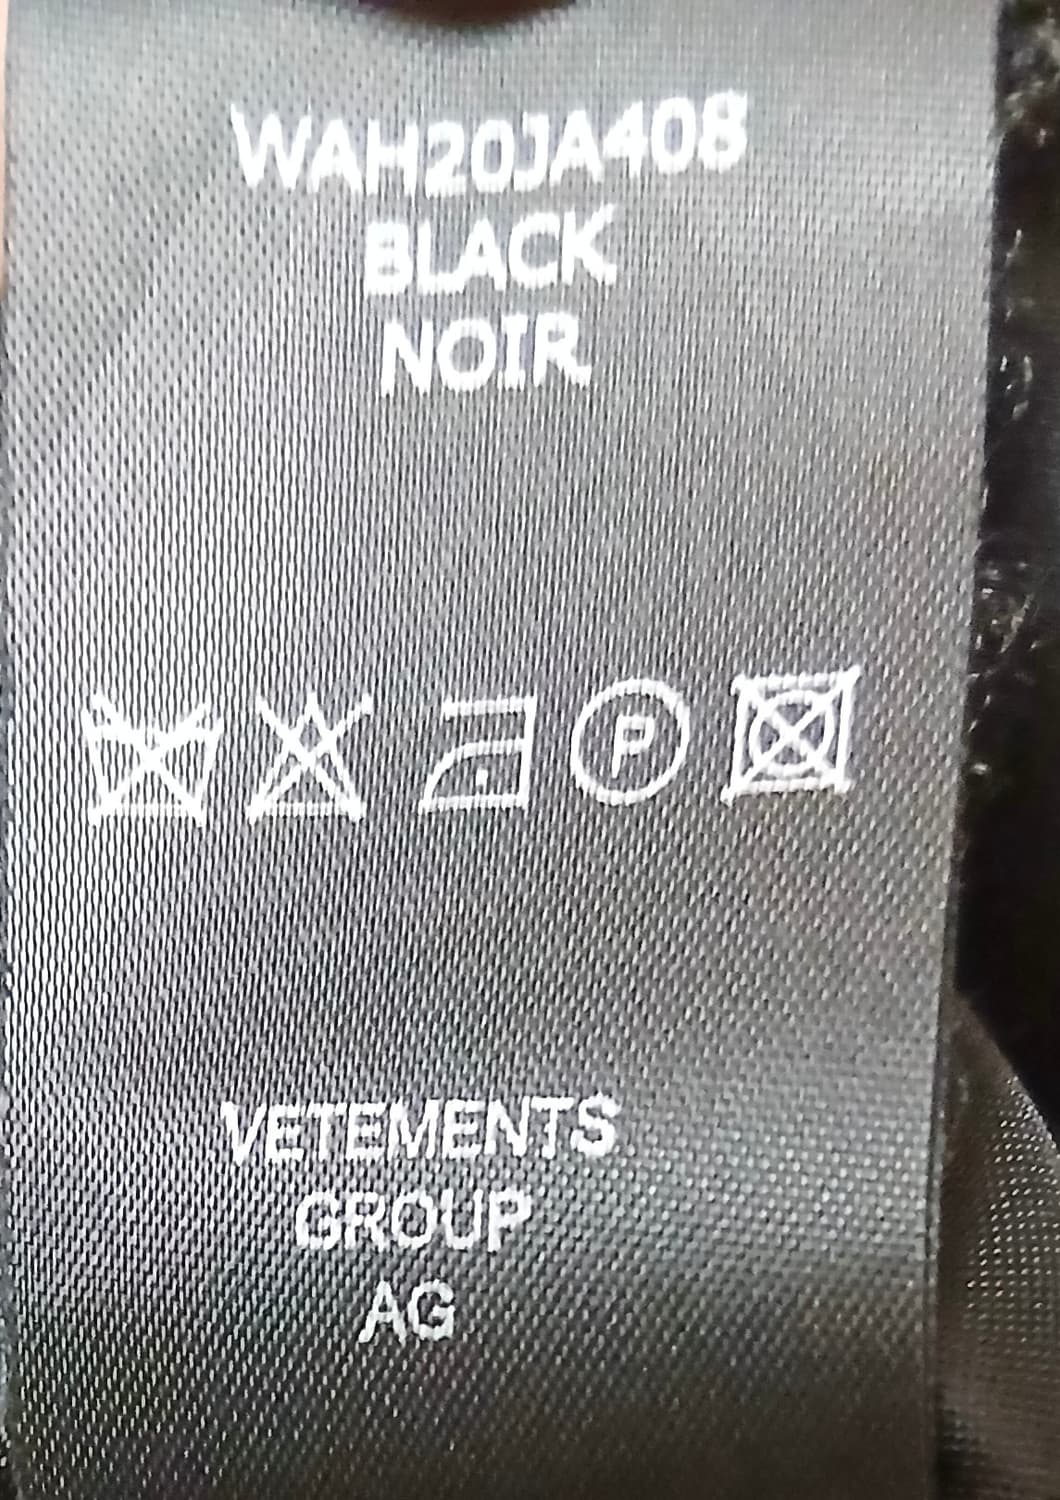 WAH20JA408
BLACK
NOIR
P
VETEMENTS
GROUP
AG